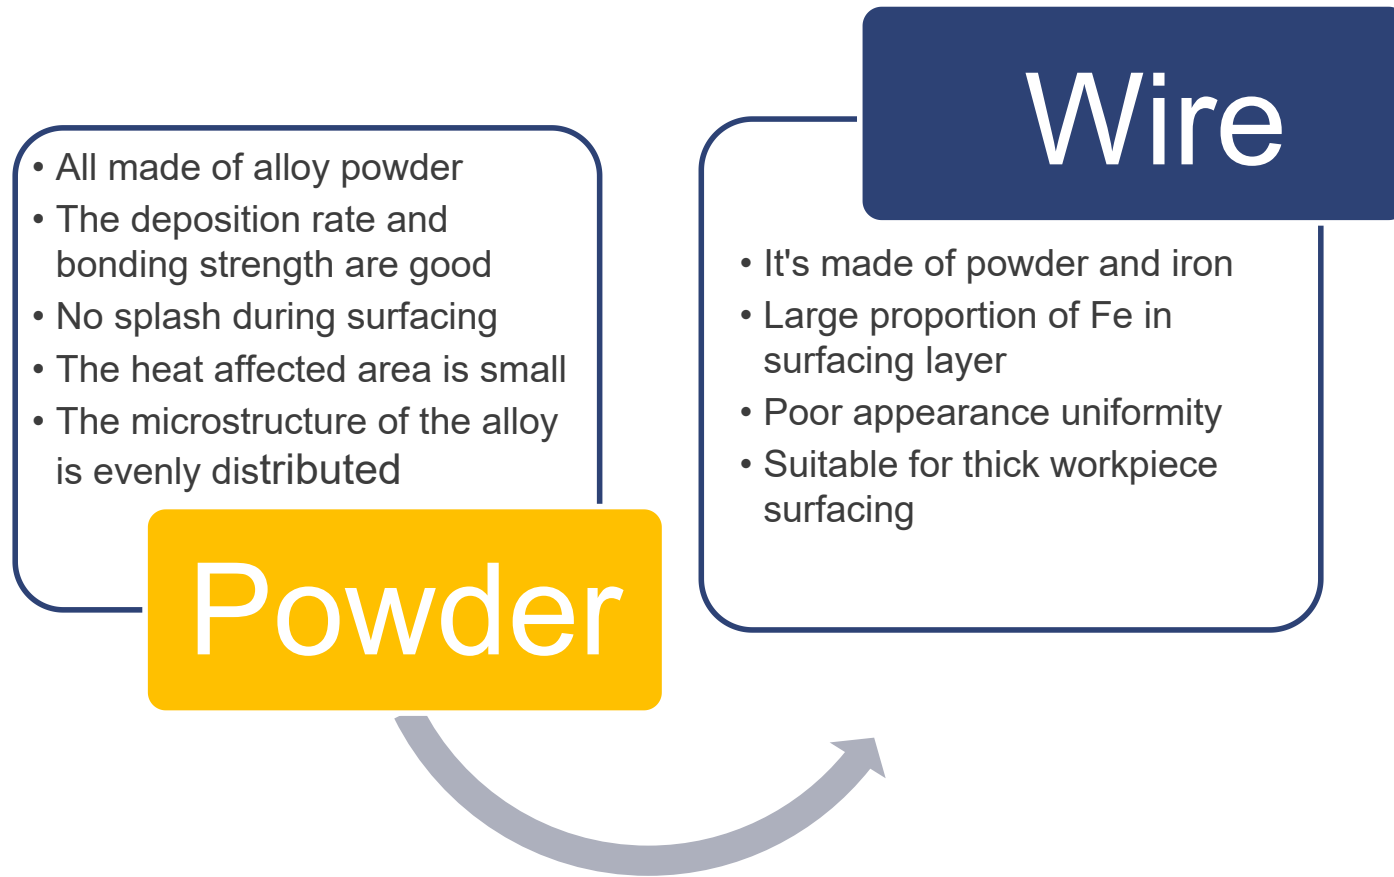 • All made of alloy powder
• The deposition rate and
bonding strength are good
• No splash during surfacing
• The heat affected area is small
• The microstructure of the alloy
is evenly distributed
Powder
Wire
• It's made of powder and iron
• Large proportion of Fe in
surfacing layer
• Poor appearance uniformity
• Suitable for thick workpiece
surfacing